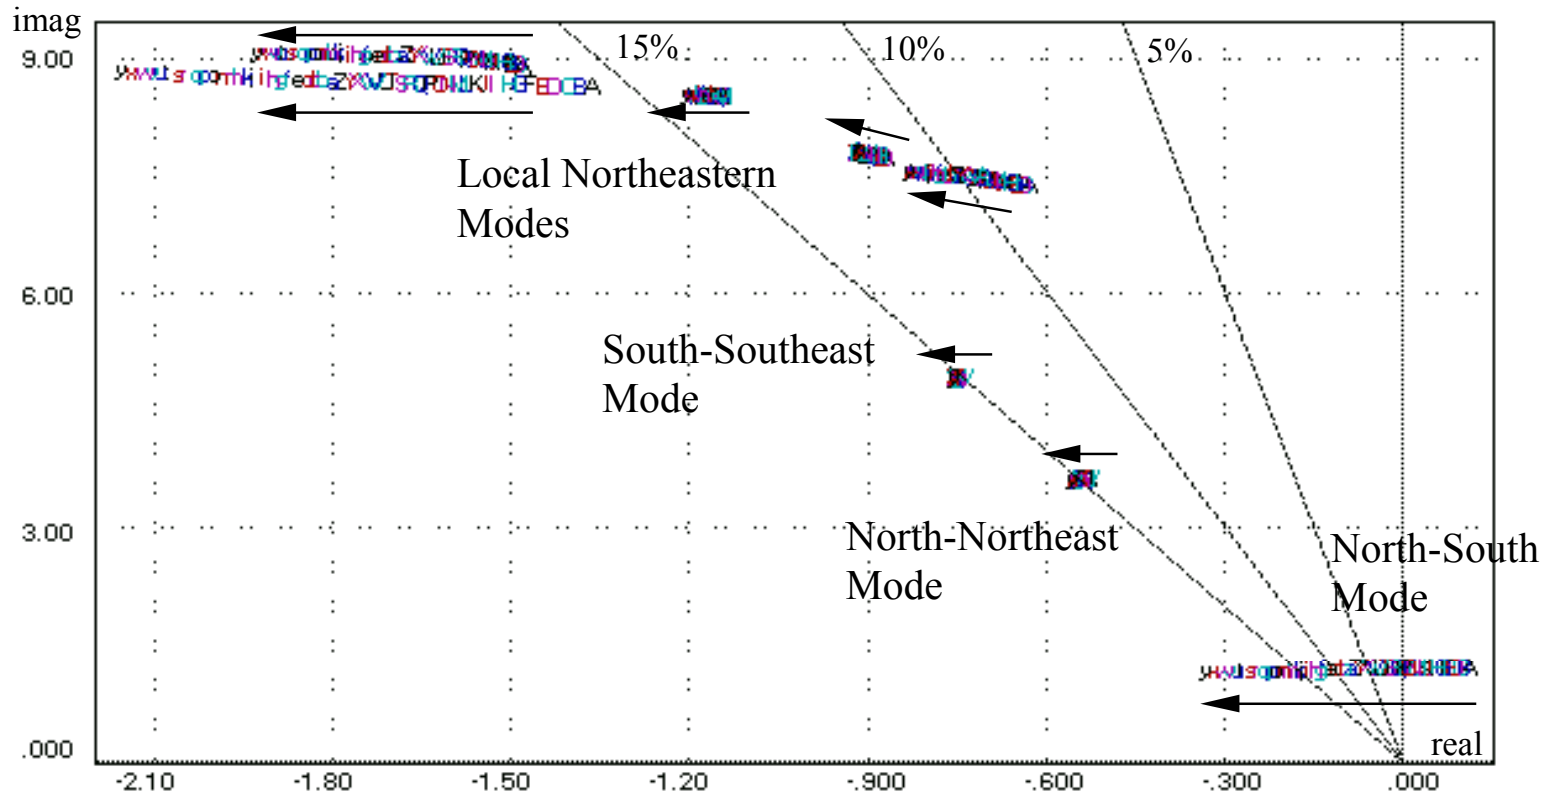 imag
15%
10%
5%
9.00
Local Northeastern
Modes
6.00
South-Southeast
Mode
3.00
North-Northeast
Mode
North-South
Mode
.000
real
-2.10
-1.80
-1.50
-1.20
-.900
-.600
-.300
.000